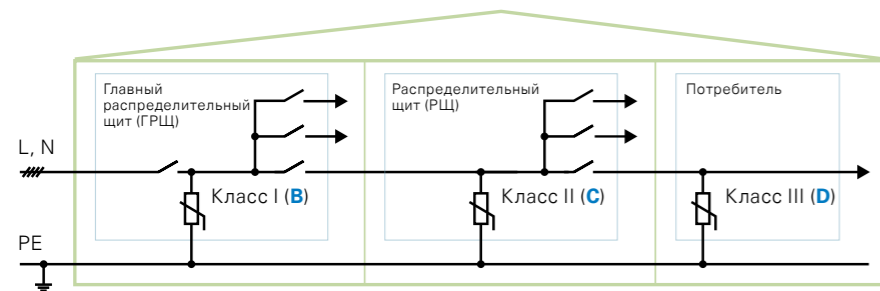 Главный
распределительный
щит (ГРЩ)
Распределительный
щит (РЩ)
Потребитель
L, N
Класс I (B)
Класс II (C)
Класс III (D)
PE